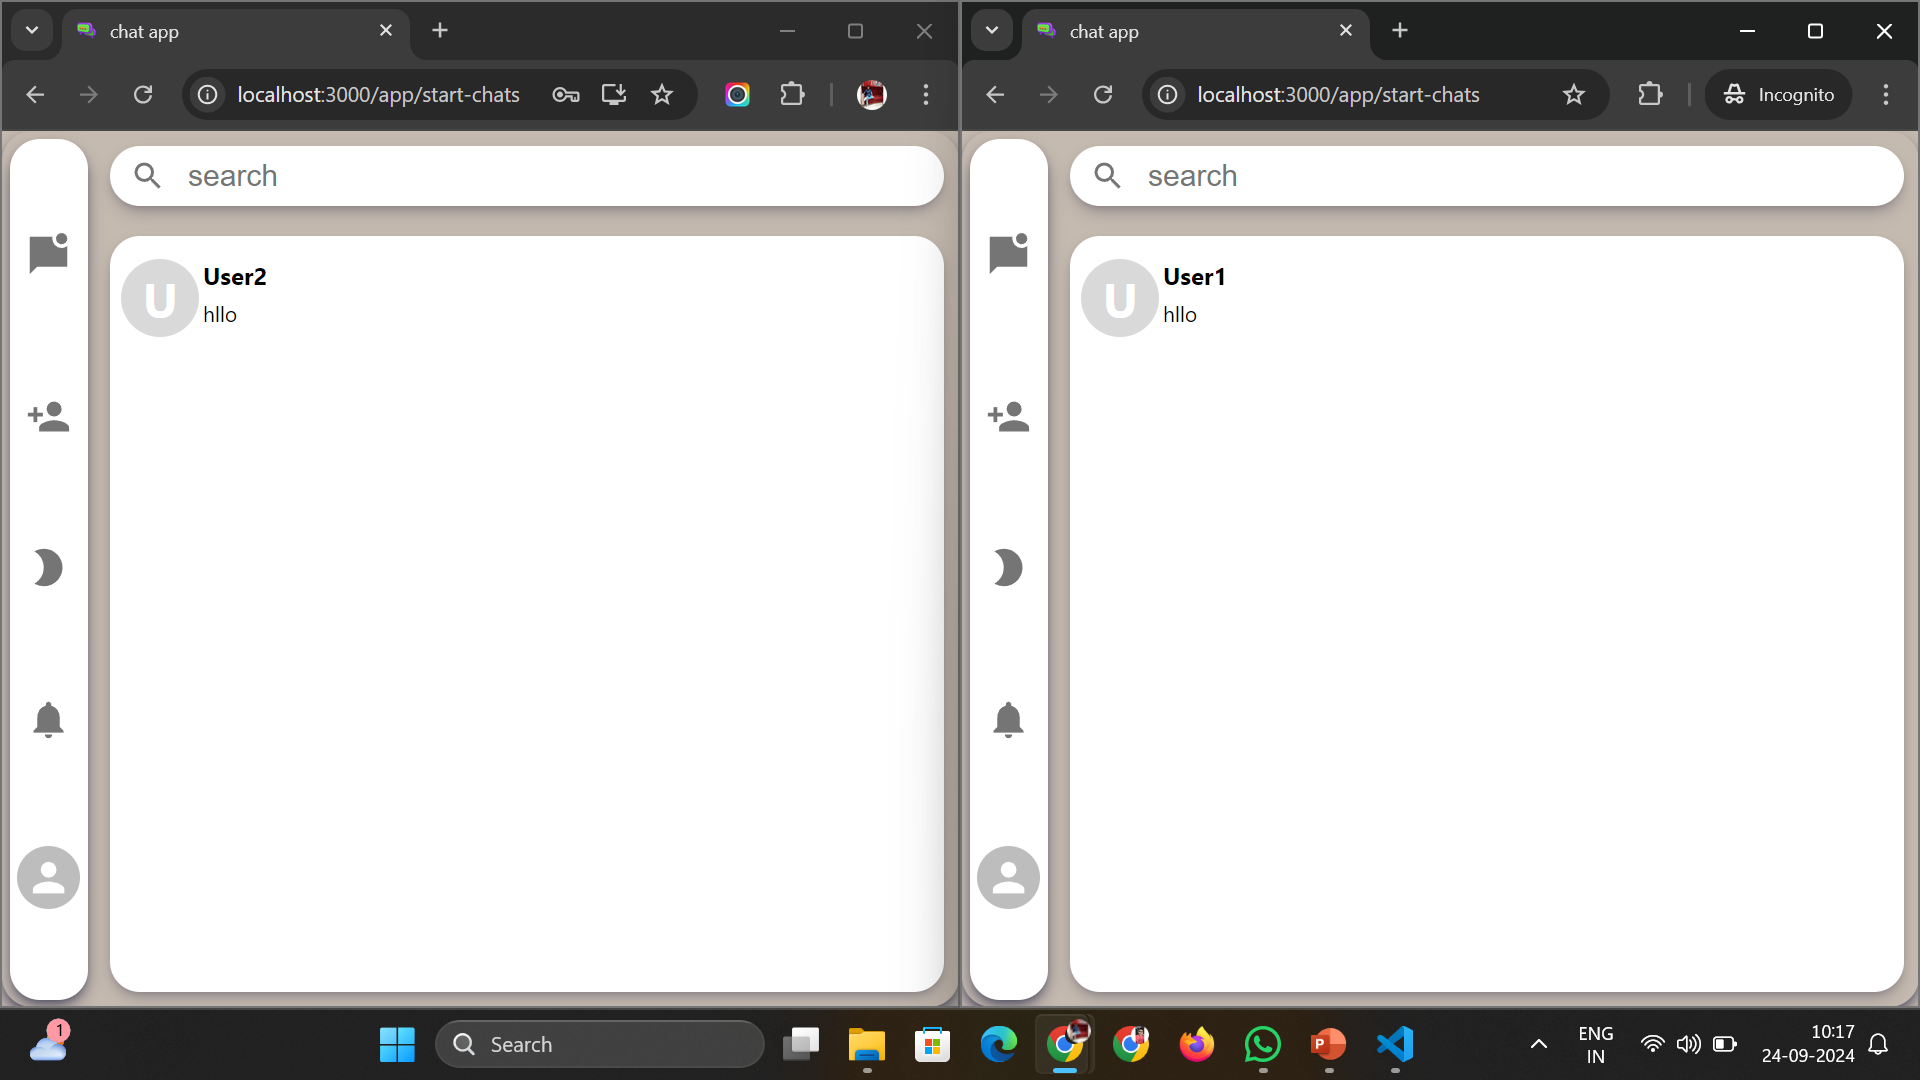 chat app
localhost:3000/app/start-chats
search
U
User2
hllo
chat app
localhost:3000/app/start-chats
Incognito
search
U
User1
hllo
1
Search
P
ENG
IN
10:17
24-09-2024